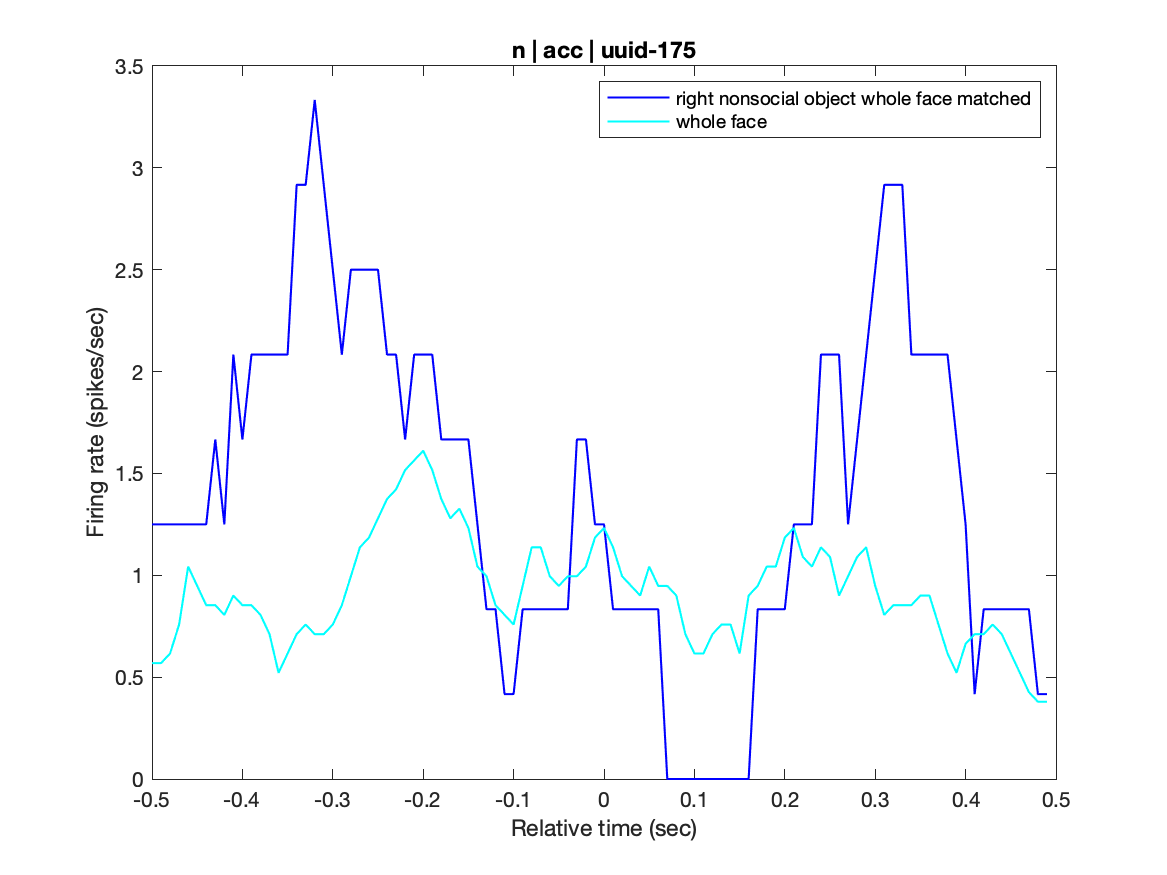 n | acc | uuid-175
right nonsocial object whole face matched
whole face
Firing rate (spikes/sec)
3.5
3
2.5
2
1.5
1
0.5
0
-0.5 -0.4 -0.3 -0.2 -0.1 0 0.1 0.2 0.3 0.4 0.5
Relative time (sec)